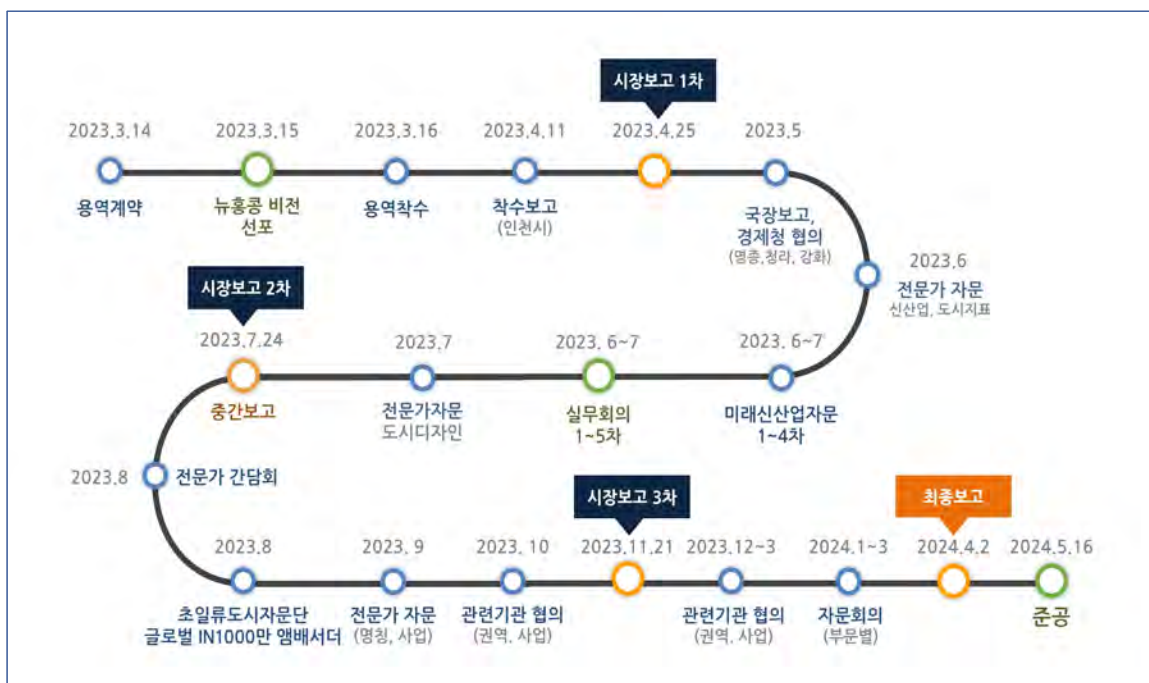 시장보고 1차
2023.3.14
용역계약
2023.3.15
뉴홍콩 비전
선포
2023.3.16
용역착수
2023.4.11
착수보고
(인천시)
2023.4.25
2023.5
국장보고,
경제청 협의
(명종,청라, 강화)
2023.6
전문가 자문
신산업, 도시지표
2023. 6~7
미래신산업자문
1~4차
2023. 6~7
실무회의
1~5차
2023.7
전문가자문
도시디자인
시장보고 2차
2023.7.24
중간보고
2023.8
전문가 간담회
2023.8
초일류도시자문단
글로벌 IN1000만 앰배서더
2023. 9
전문가 자문
(명칭, 사업)
2023. 10
관련기관 협의
(권역, 사업)
시장보고 3차
2023.11.21
2023.12~3
관련기관 협의
(권역, 사업)
2024.1~3
자문회의
(부문별)
최종보고
2024.4.2
2024.5.16
준공